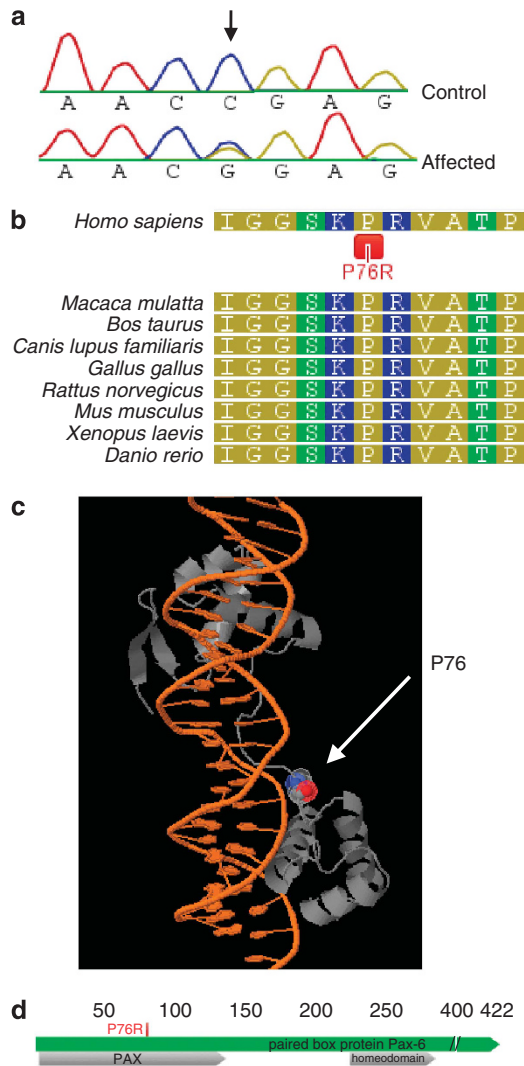 a
A A C C G A G Control
A A C G G A G Affected
b
Homo sapiens I G G S K P R V A T P
P76R
Macaca mulatta I G G S K P R V A T P
Bos taurus I G G S K P R V A T P
Canis lupus familiaris I G G S K P R V A T P
Gallus gallus I G G S K P R V A T P
Rattus norvegicus I G G S K P R V A T P
Mus musculus I G G S K P R V A T P
Xenopus laevis I G G S K P R V A T P
Danio rerio I G G S K P R V A T P
c
P76
d
50 100 150 200 250 300 400 422
P76R
paired box protein Pax-6
PAX homeodomain